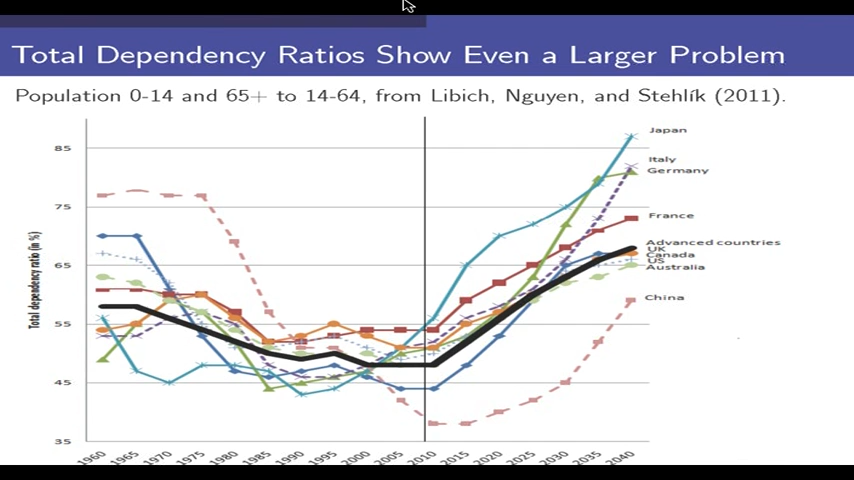 Total Dependency Ratios Show Even a Larger Problem
Population 0-14 and 65+ to 14-64, from Libich, Nguyen, and Stehlík (2011).
Total dependency ratio (in %)
85
75
65
55
45
35
Japan
Italy
Germany
France
Advanced countries
UK
Canada
US
Australia
China
1960 1965 1970 1975 1980 1985 1990 1995 2000 2005 2010 2015 2020 2025 2030 2035 2040